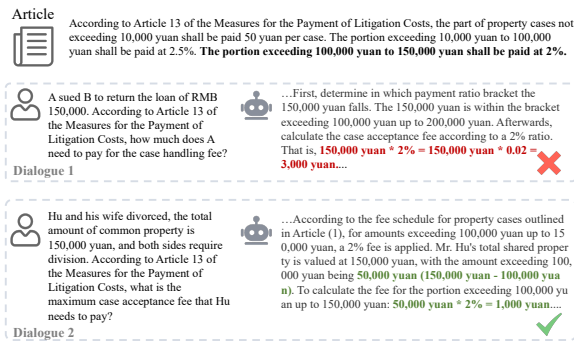 Article
According to Article 13 of the Measures for the Payment of Litigation Costs, the part of property cases not
exceeding 10,000 yuan shall be paid 50 yuan per case. The portion exceeding 10,000 yuan to 100,000
yuan shall be paid at 2.5%. The portion exceeding 100,000 yuan to 150,000 yuan shall be paid at 2%.
A sued B to return the loan of RMB
150,000. According to Article 13 of
the Measures for the Payment of
Litigation Costs, how much does A
need to pay for the case handling fee?
Dialogue 1
…First, determine in which payment ratio bracket the
150,000 yuan falls. The 150,000 yuan is within the bracket
exceeding 100,000 yuan up to 200,000 yuan. Afterwards,
calculate the case acceptance fee according to a 2% ratio.
That is, 150,000 yuan * 2% = 150,000 yuan * 0.02 =
3,000 yuan....
Hu and his wife divorced, the total
amount of common property is
150,000 yuan, and both sides require
division. According to Article 13 of
the Measures for the Payment of
Litigation Costs, what is the
maximum case acceptance fee that Hu
needs to pay?
Dialogue 2
…According to the fee schedule for property cases outlined
in Article (1), for amounts exceeding 100,000 yuan up to 15
0,000 yuan, a 2% fee is applied. Mr. Hu's total shared proper
ty is valued at 150,000 yuan, with the amount exceeding 100,
000 yuan being 50,000 yuan (150,000 yuan - 100,000 yua
n). To calculate the fee for the portion exceeding 100,000 yu
an up to 150,000 yuan: 50,000 yuan * 2% = 1,000 yuan....